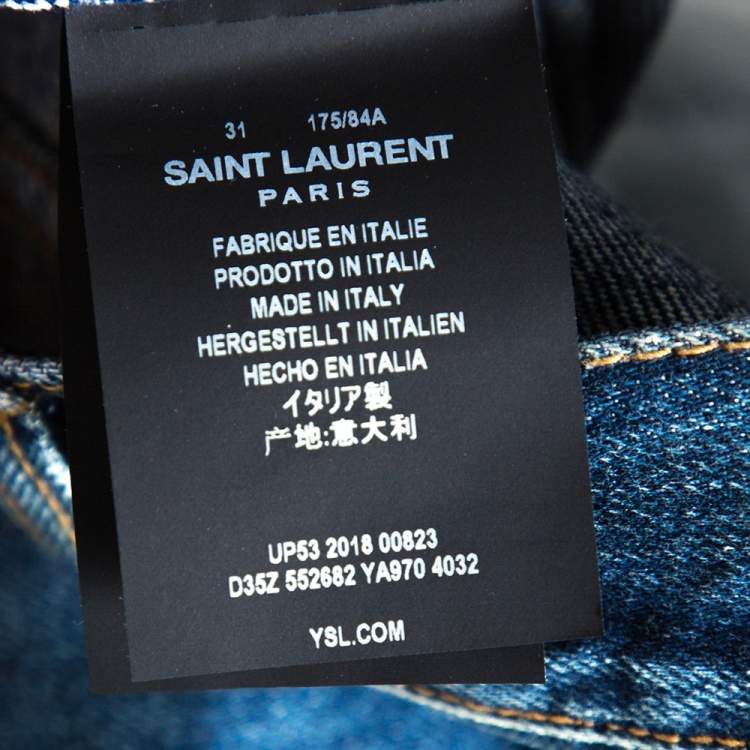 31 175/84A
SAINT LAURENT
PARIS
FABRIQUE EN ITALIE
PRODOTTO IN ITALIA
MADE IN ITALY
HERGESTELLT IN ITALIEN
HECHO EN ITALIA
イタリア製
产地:意大利
UP53 2018 00823
D35Z 552682 YA970 4032
YSL.COM